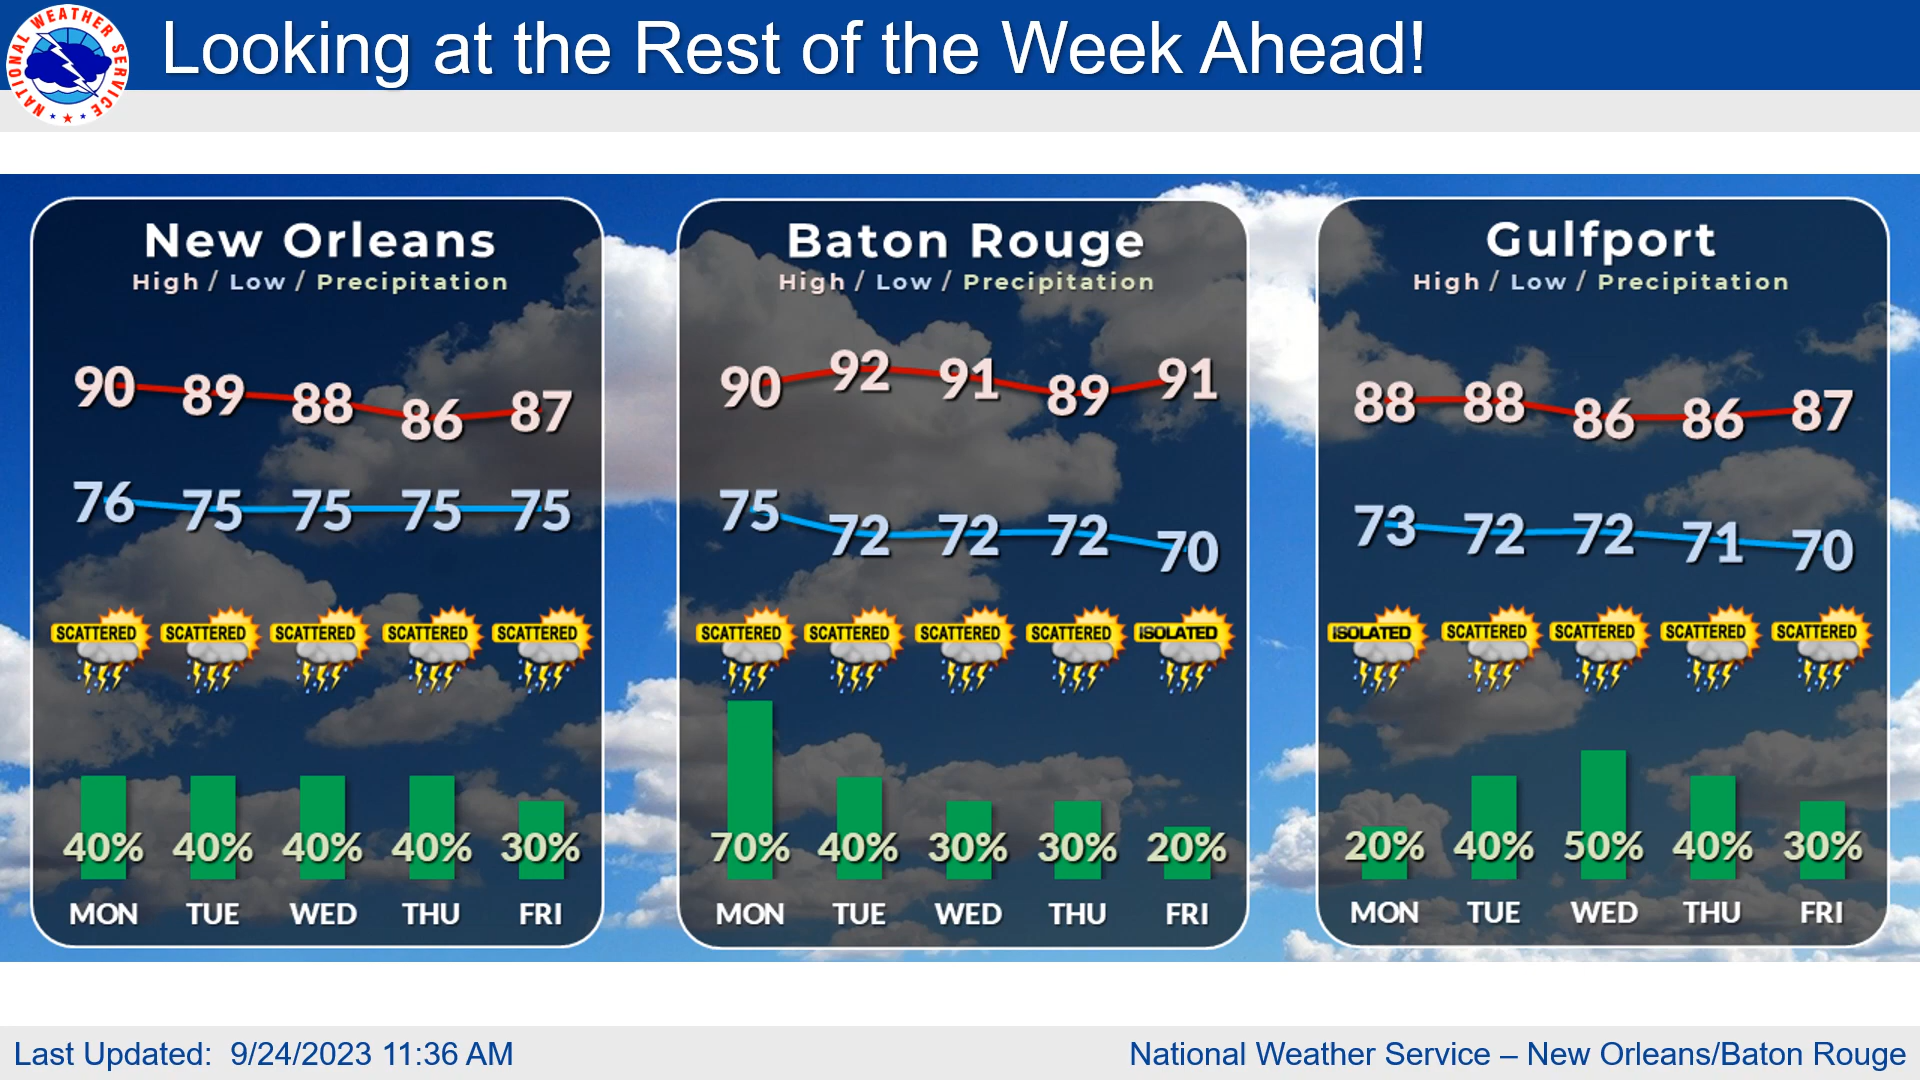 NATIONAL WEATHER SERVICE
Looking at the Rest of the Week Ahead!
New Orleans
High / Low / Precipitation
90 89 88 86 87
76 75 75 75 75
SCATTERED SCATTERED SCATTERED SCATTERED SCATTERED
40% 40% 40% 40% 30%
MON TUE WED THU FRI
Baton Rouge
High / Low / Precipitation
90 92 91 89 91
75 72 72 72 70
SCATTERED SCATTERED SCATTERED SCATTERED ISOLATED
70% 40% 30% 30% 20%
MON TUE WED THU FRI
Gulfport
High / Low / Precipitation
88 88 86 86 87
73 72 72 71 70
ISOLATED SCATTERED SCATTERED SCATTERED SCATTERED
20% 40% 50% 40% 30%
MON TUE WED THU FRI
Last Updated: 9/24/2023 11:36 AM
National Weather Service – New Orleans/Baton Rouge